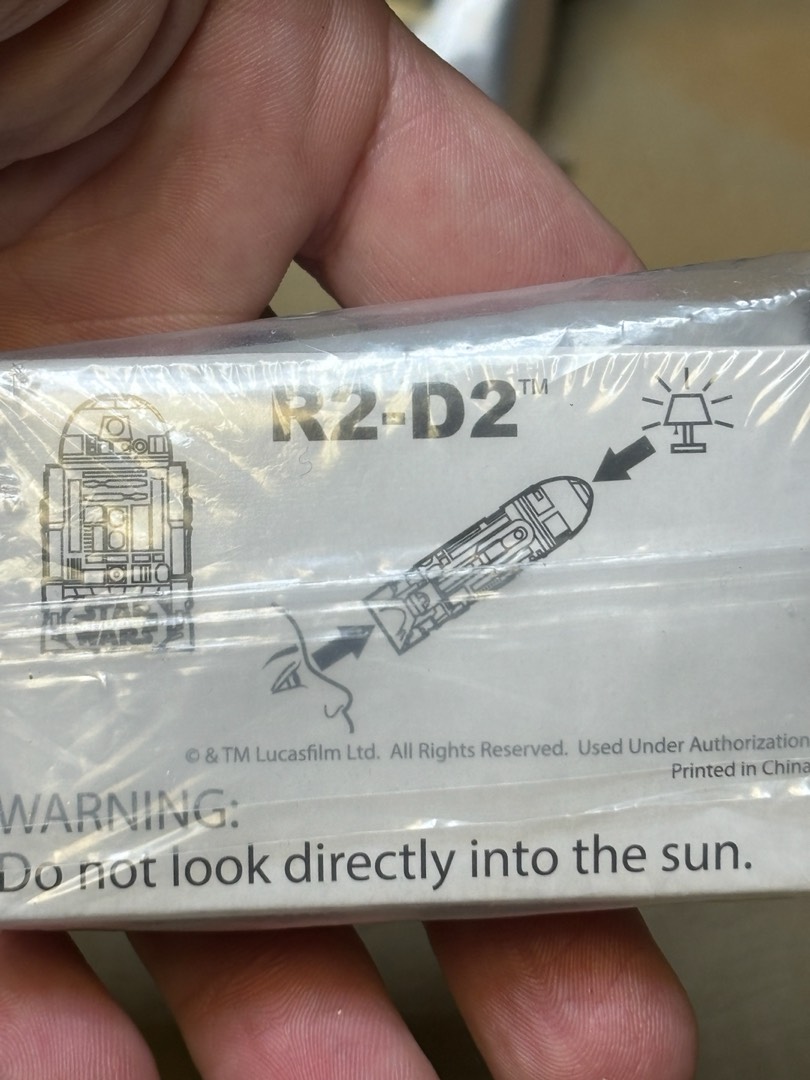 R2-D2™
STAR
WARS
© & TM Lucasfilm Ltd. All Rights Reserved. Used Under Authorization
Printed in China
WARNING:
Do not look directly into the sun.